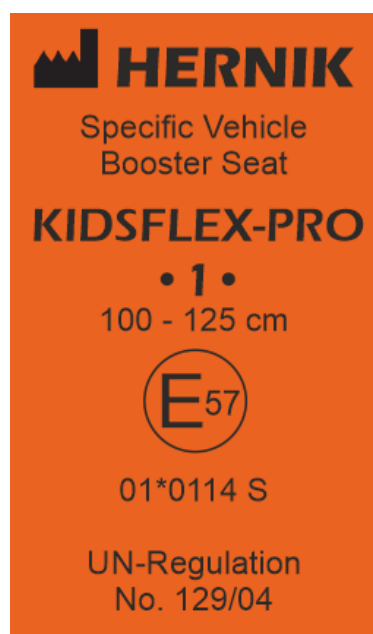 HERNIK
Specific Vehicle
Booster Seat
KIDSFLEX-PRO
• 1 •
100 - 125 cm
E57
01*0114 S
UN-Regulation
No. 129/04